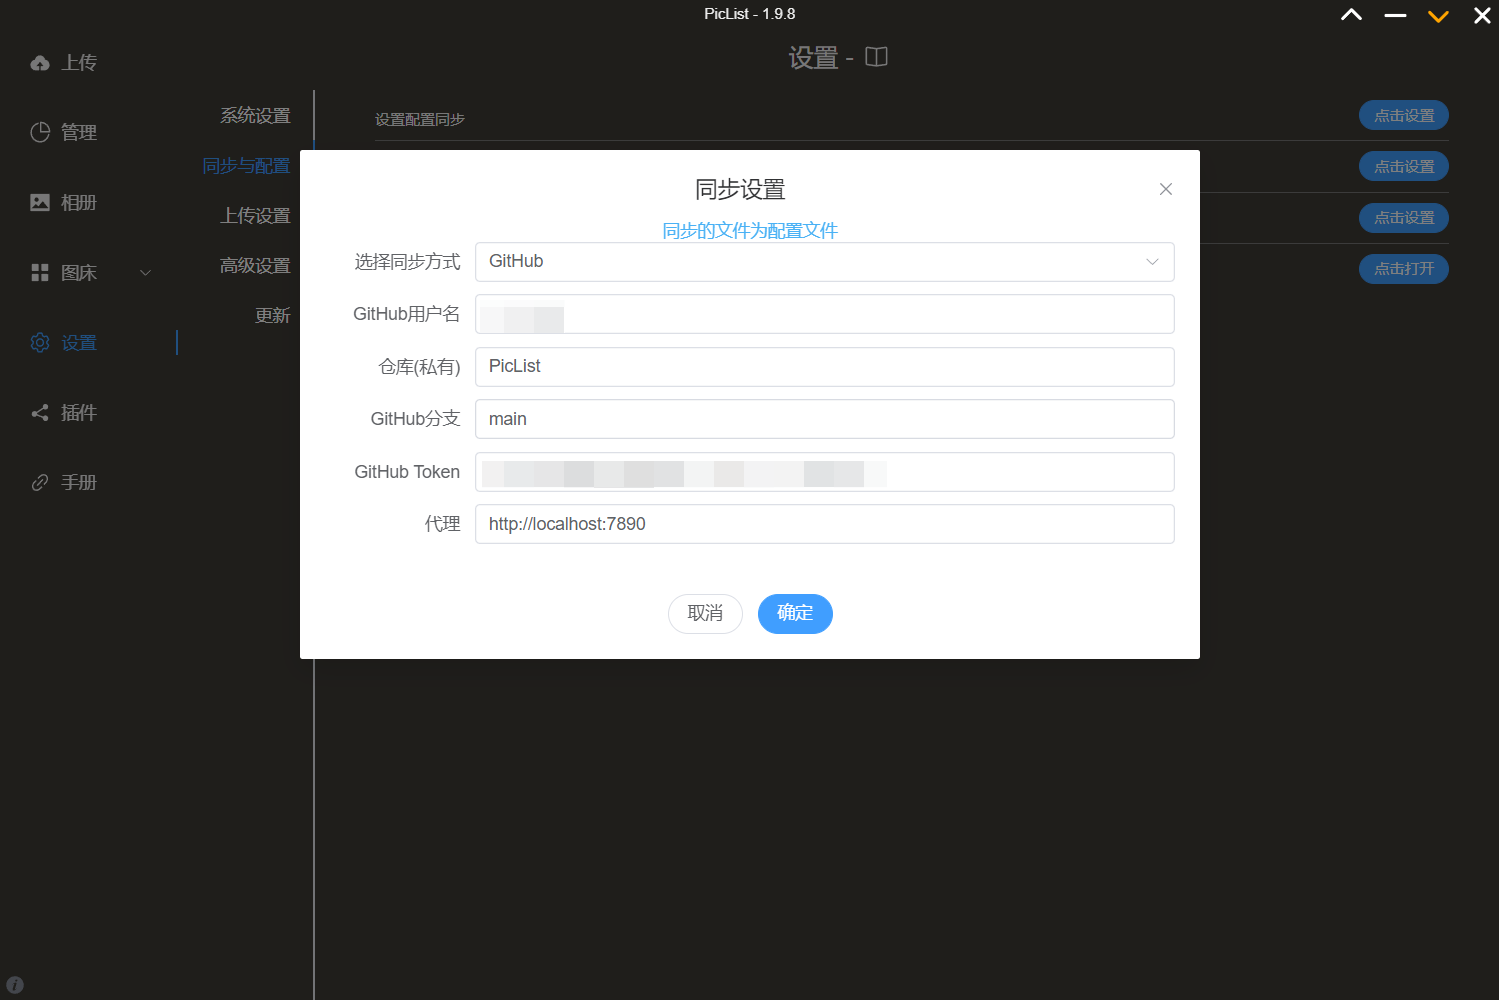 PicList - 1.9.8
设置 -
上传
管理
相册
图床
设置
插件
手册
系统设置
同步与配置
上传设置
高级设置
更新
设置配置同步
点击设置
点击设置
点击设置
点击打开
同步设置
同步的文件为配置文件
选择同步方式 GitHub
GitHub用户名
仓库(私有) PicList
GitHub分支 main
GitHub Token
代理 http://localhost:7890
取消 确定